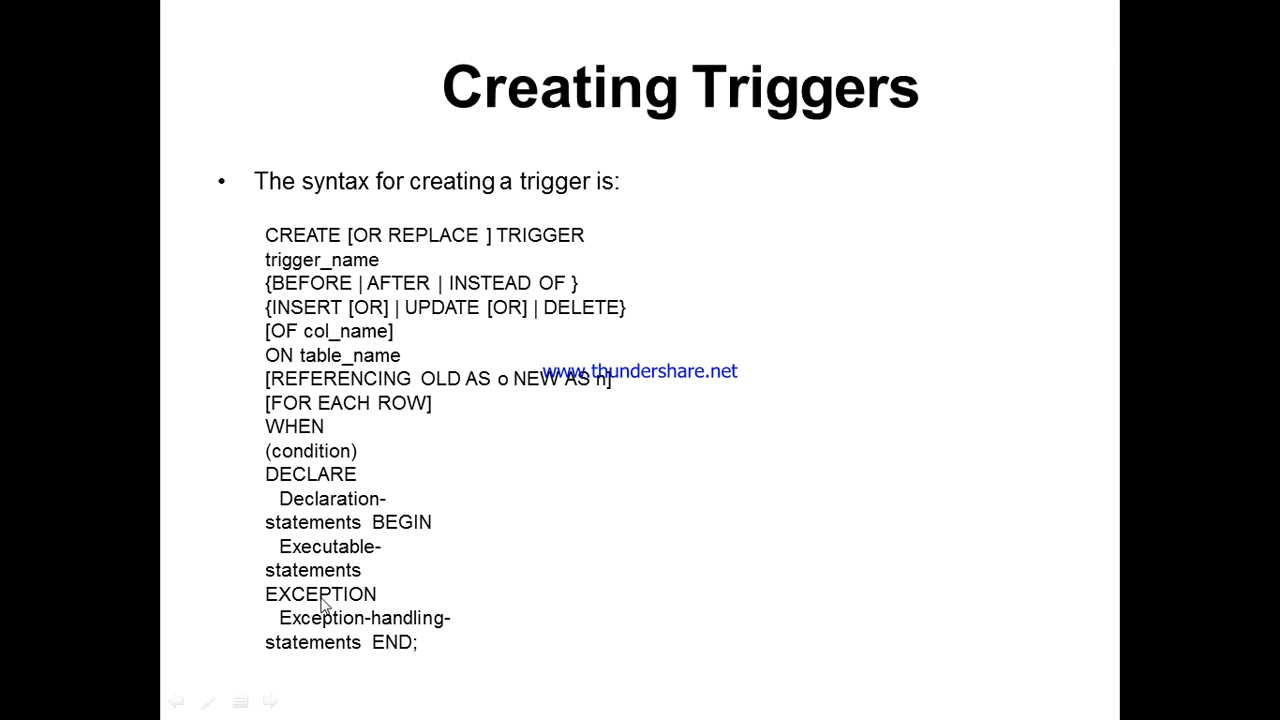 Creating Triggers
• The syntax for creating a trigger is:
CREATE [OR REPLACE ] TRIGGER
trigger_name
{BEFORE | AFTER | INSTEAD OF }
{INSERT [OR] | UPDATE [OR] | DELETE}
[OF col_name]
ON table_name
www.thundershare.net
[REFERENCING OLD AS o NEW AS n]
[FOR EACH ROW]
WHEN
(condition)
DECLARE
Declaration-
statements BEGIN
Executable-
statements
EXCEPTION
Exception-handling-
statements END;